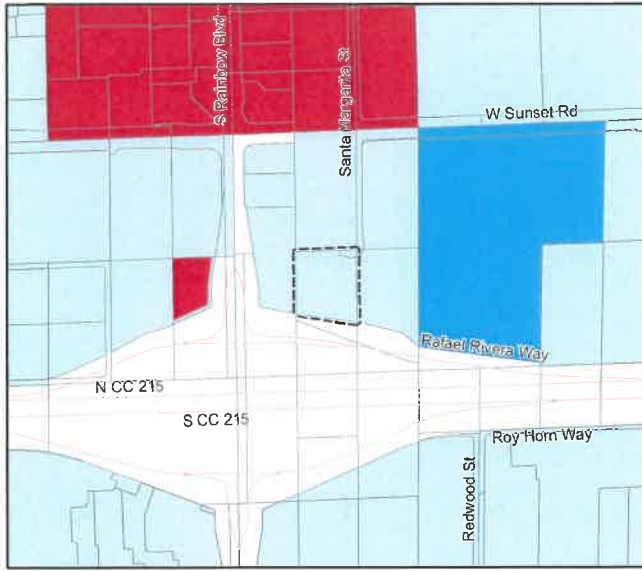 S Rainbow Blvd
Santa Margarita St
W Sunset Rd
Rafael Rivera Way
N CC 215
S CC 215
Roy Horn Way
Redwood St